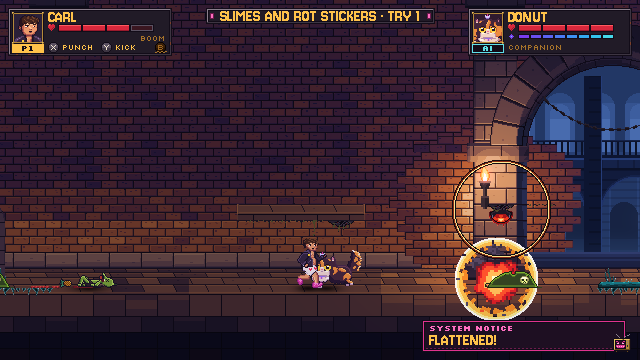 CARL
P1
X PUNCH Y KICK
BOOM
B
SLIMES AND ROT STICKERS · TRY 1
DONUT
AI
COMPANION
SYSTEM NOTICE
FLATTENED!